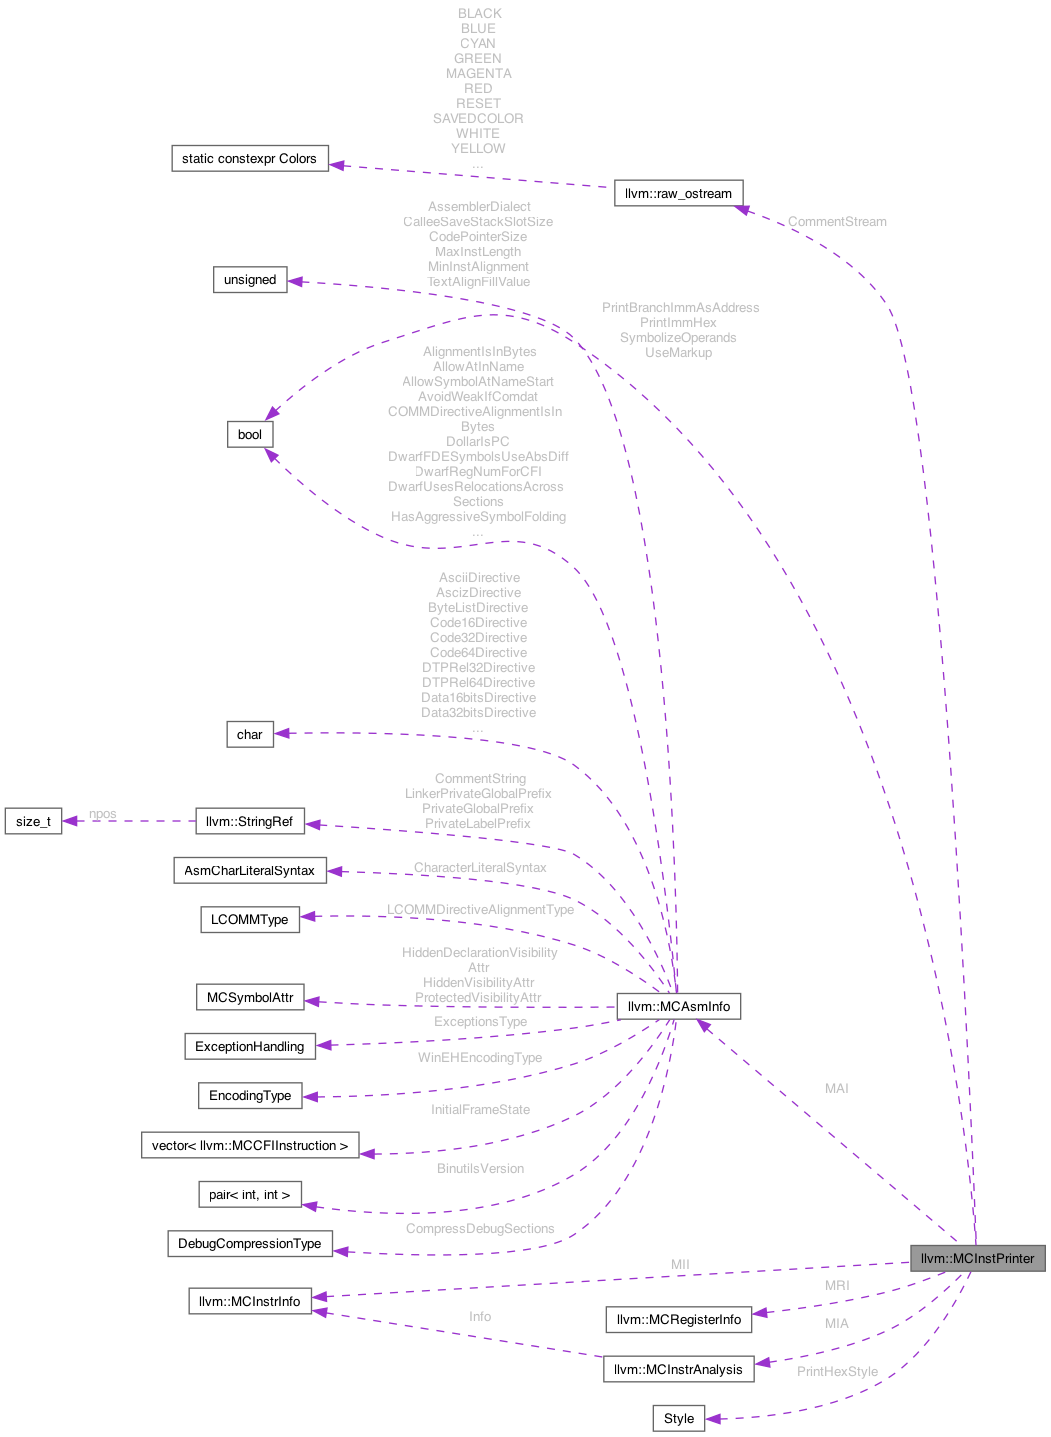 BLACK
BLUE
CYAN
GREEN
MAGENTA
RED
RESET
SAVEDCOLOR
WHITE
YELLOW
...
static constexpr Colors
llvm::raw_ostream
CommentStream
AssemblerDialect
CalleeSaveStackSlotSize
CodePointerSize
MaxInstLength
MinInstAlignment
TextAlignFillValue
unsigned
PrintBranchImmAsAddress
PrintImmHex
SymbolizeOperands
UseMarkup
AlignmentIsInBytes
AllowAtInName
AllowSymbolAtNameStart
AvoidWeakIfComdat
COMMDirectiveAlignmentIsIn
Bytes
DollarIsPC
DwarfFDESymbolsUseAbsDiff
DwarfRegNumForCFI
DwarfUsesRelocationsAcross
Sections
HasAggressiveSymbolFolding
...
bool
AsciiDirective
AscizDirective
ByteListDirective
Code16Directive
Code32Directive
Code64Directive
DTPRel32Directive
DTPRel64Directive
Data16bitsDirective
Data32bitsDirective
...
char
CommentString
LinkerPrivateGlobalPrefix
PrivateGlobalPrefix
PrivateLabelPrefix
size_t
npos
llvm::StringRef
AsmCharLiteralSyntax
CharacterLiteralSyntax
LCOMMType
LCOMMDirectiveAlignmentType
HiddenDeclarationVisibility
Attr
HiddenVisibilityAttr
ProtectedVisibilityAttr
MCSymbolAttr
llvm::MCAsmInfo
ExceptionsType
ExceptionHandling
WinEHEncodingType
EncodingType
InitialFrameState
vector< llvm::MCCFIInstruction >
BinutilsVersion
pair< int, int >
CompressDebugSections
DebugCompressionType
MAI
llvm::MCInstPrinter
MII
llvm::MCInstrInfo
MRI
Info
llvm::MCRegisterInfo
MIA
llvm::MCInstrAnalysis
PrintHexStyle
Style